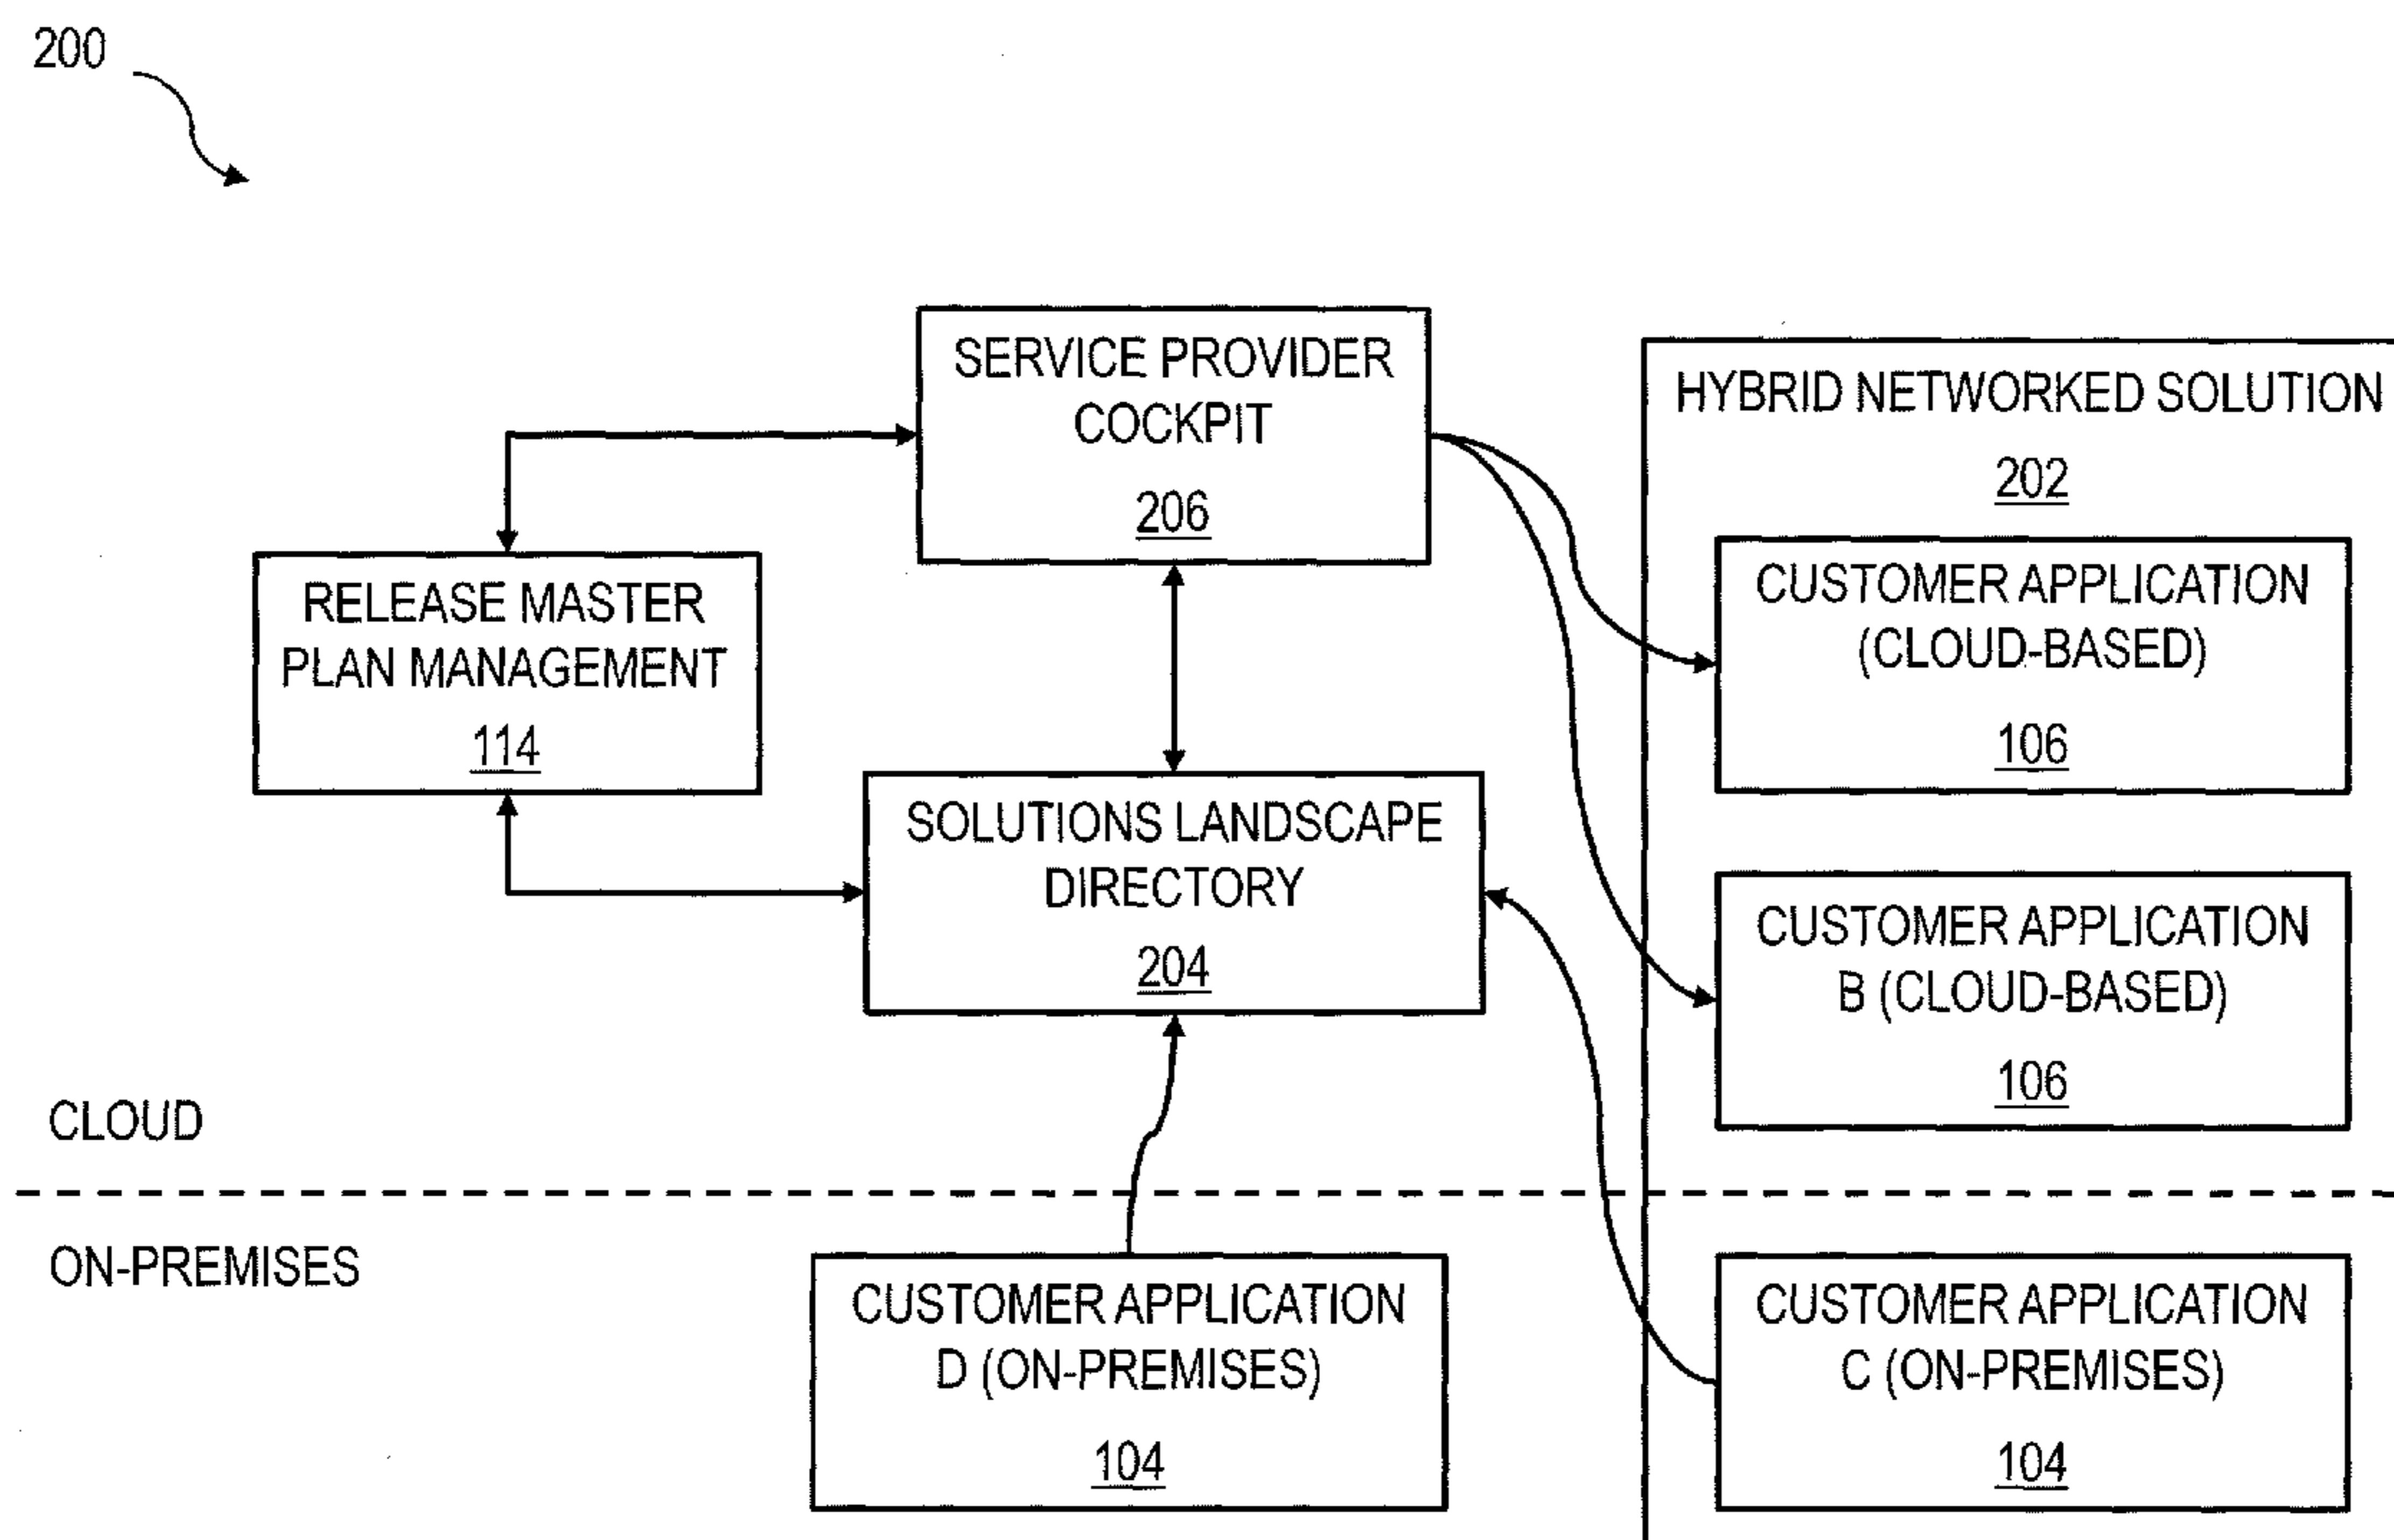 200
SERVICE PROVIDER
COCKPIT
206
HYBRID NETWORKED SOLUTION
202
RELEASE MASTER
PLAN MANAGEMENT
114
CUSTOMER APPLICATION
(CLOUD-BASED)
106
SOLUTIONS LANDSCAPE
DIRECTORY
204
CUSTOMER APPLICATION
B (CLOUD-BASED)
106
CLOUD
ON-PREMISES
CUSTOMER APPLICATION
D (ON-PREMISES)
104
CUSTOMER APPLICATION
C (ON-PREMISES)
104